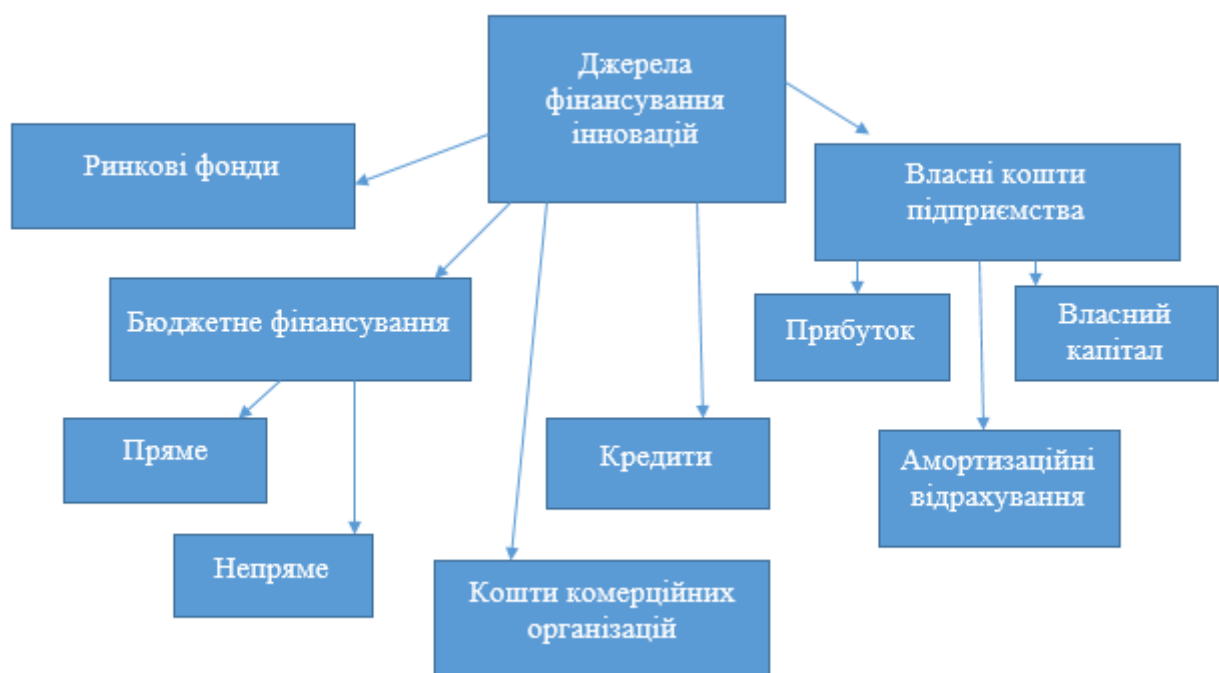 Джерела
фінансування
інновацій
Ринкові фонди
Власні кошти
підприємства
Бюджетне фінансування
Прибуток
Власний
капітал
Пряме
Кредити
Амортизаційні
відрахування
Непряме
Кошти комерційних
організацій